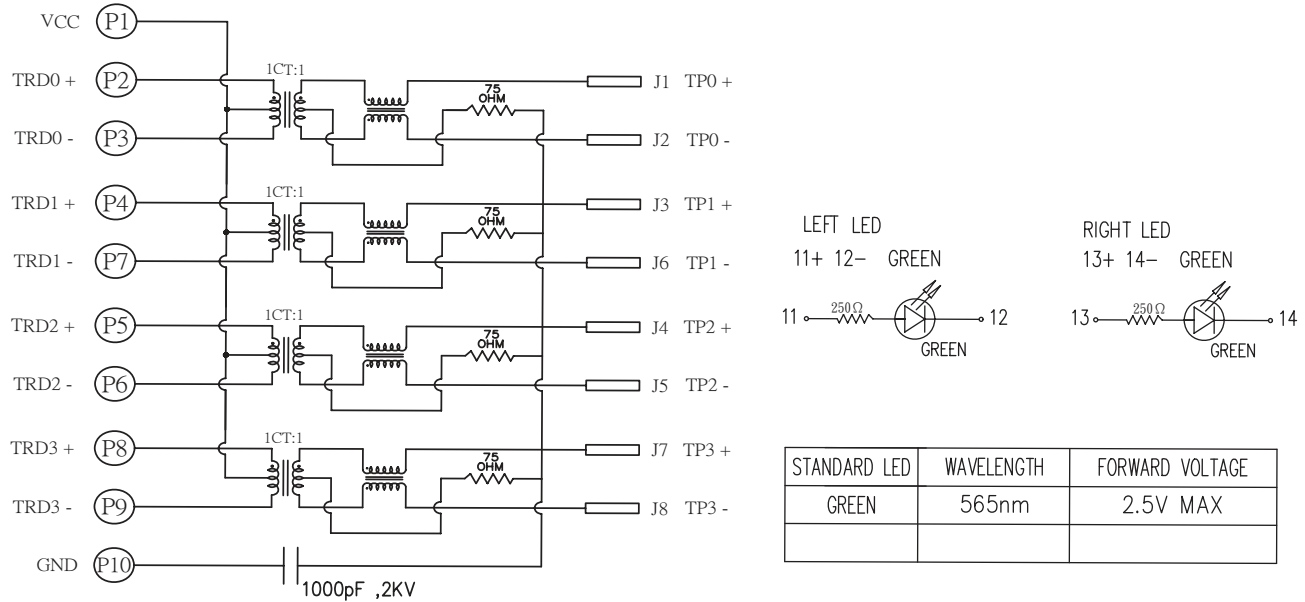 VCC P1
1CT:1
TRD0 + P2 J1 TP0 +
75
OHM
TRD0 - P3 J2 TP0 -
1CT:1
TRD1 + P4 J3 TP1 +
75
OHM
TRD1 - P7 J6 TP1 -
1CT:1
TRD2 + P5 J4 TP2 +
75
OHM
TRD2 - P6 J5 TP2 -
1CT:1
TRD3 + P8 J7 TP3 +
75
OHM
TRD3 - P9 J8 TP3 -
GND P10
1000pF ,2KV
LEFT LED
11+ 12− GREEN
250Ω
11 12
GREEN
RIGHT LED
13+ 14− GREEN
250Ω
13 14
GREEN
STANDARD LED WAVELENGTH FORWARD VOLTAGE
GREEN 565nm 2.5V MAX